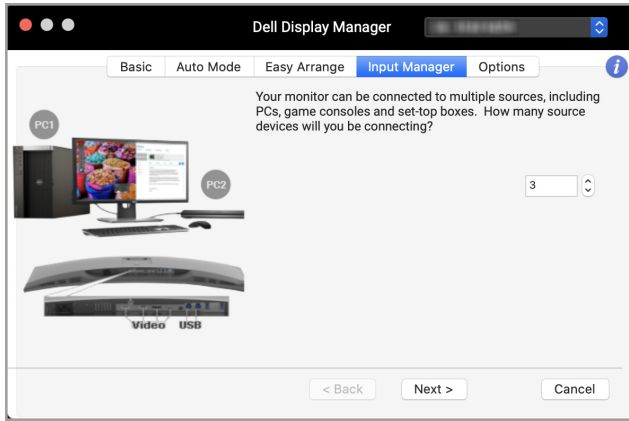 Dell Display Manager
Basic Auto Mode Easy Arrange Input Manager Options
i
Your monitor can be connected to multiple sources, including
PCs, game consoles and set-top boxes. How many source
devices will you be connecting?
PC1
PC2
3
Video USB
< Back Next > Cancel